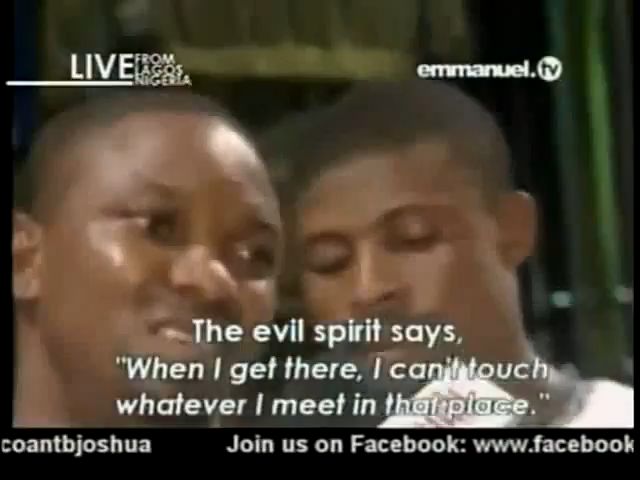 LIVE FROM LAGOS NIGERIA
emmanuel.tv
The evil spirit says,
"When I get there, I can't touch
whatever I meet in that place."
coantbjoshua Join us on Facebook: www.facebook